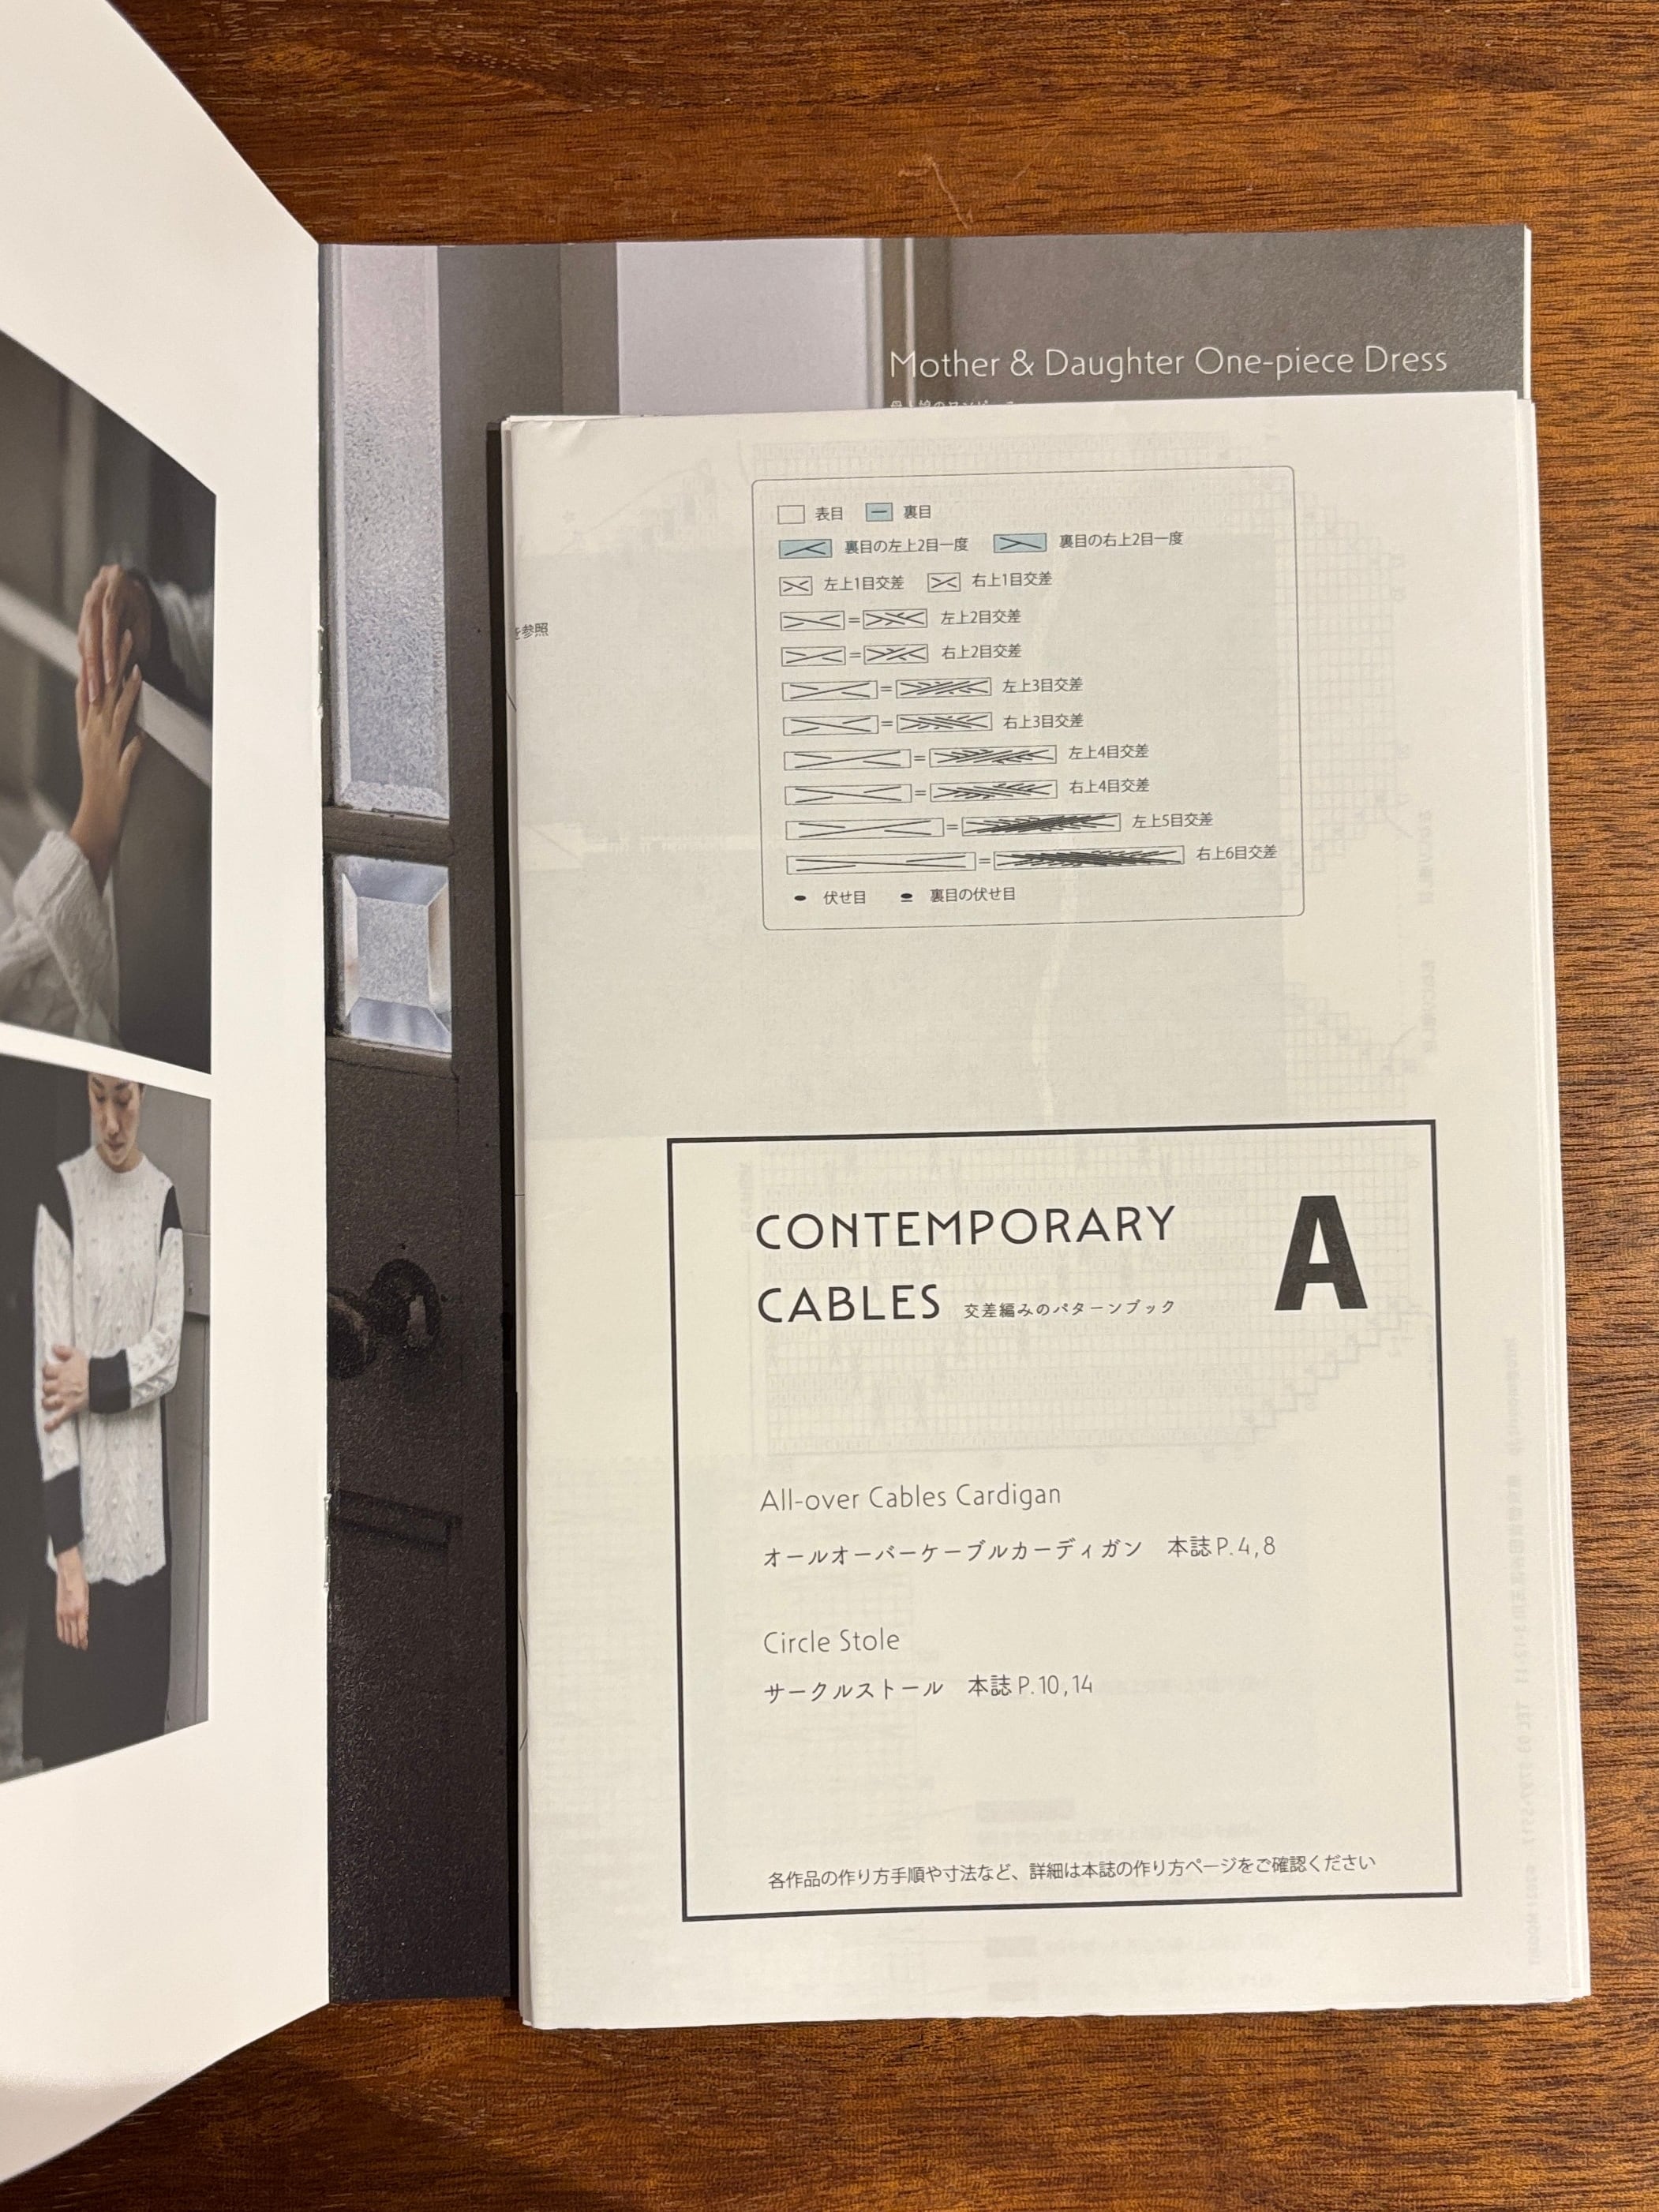 Mother & Daughter One-piece Dress
を参照
表目 裏目
裏目の左上2目一度 裏目の右上2目一度
左上1目交差 右上1目交差
= 左上2目交差
= 右上2目交差
= 左上3目交差
= 右上3目交差
= 左上4目交差
= 右上4目交差
= 左上5目交差
= 右上6目交差
伏せ目 裏目の伏せ目
CONTEMPORARY
CABLES 交差編みのパターンブック
A
All-over Cables Cardigan
オールオーバーケーブルカーディガン 本誌P.4,8
Circle Stole
サークルストール 本誌P.10,14
各作品の作り方手順や寸法など、詳細は本誌の作り方ページをご確認ください